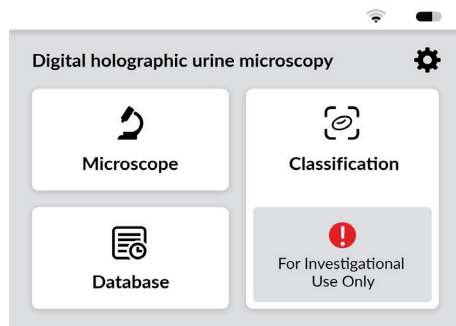 Digital holographic urine microscopy
Microscope
Classification
Database
For Investigational
Use Only